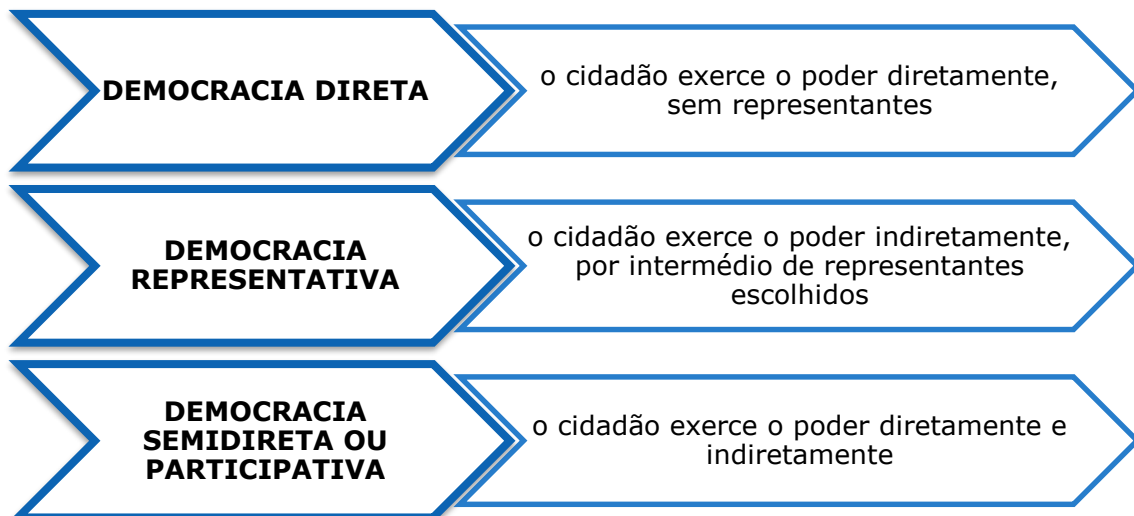 DEMOCRACIA DIRETA
o cidadão exerce o poder diretamente,
sem representantes
DEMOCRACIA
REPRESENTATIVA
o cidadão exerce o poder indiretamente,
por intermédio de representantes
escolhidos
DEMOCRACIA
SEMIDIRETA OU
PARTICIPATIVA
o cidadão exerce o poder diretamente e
indiretamente